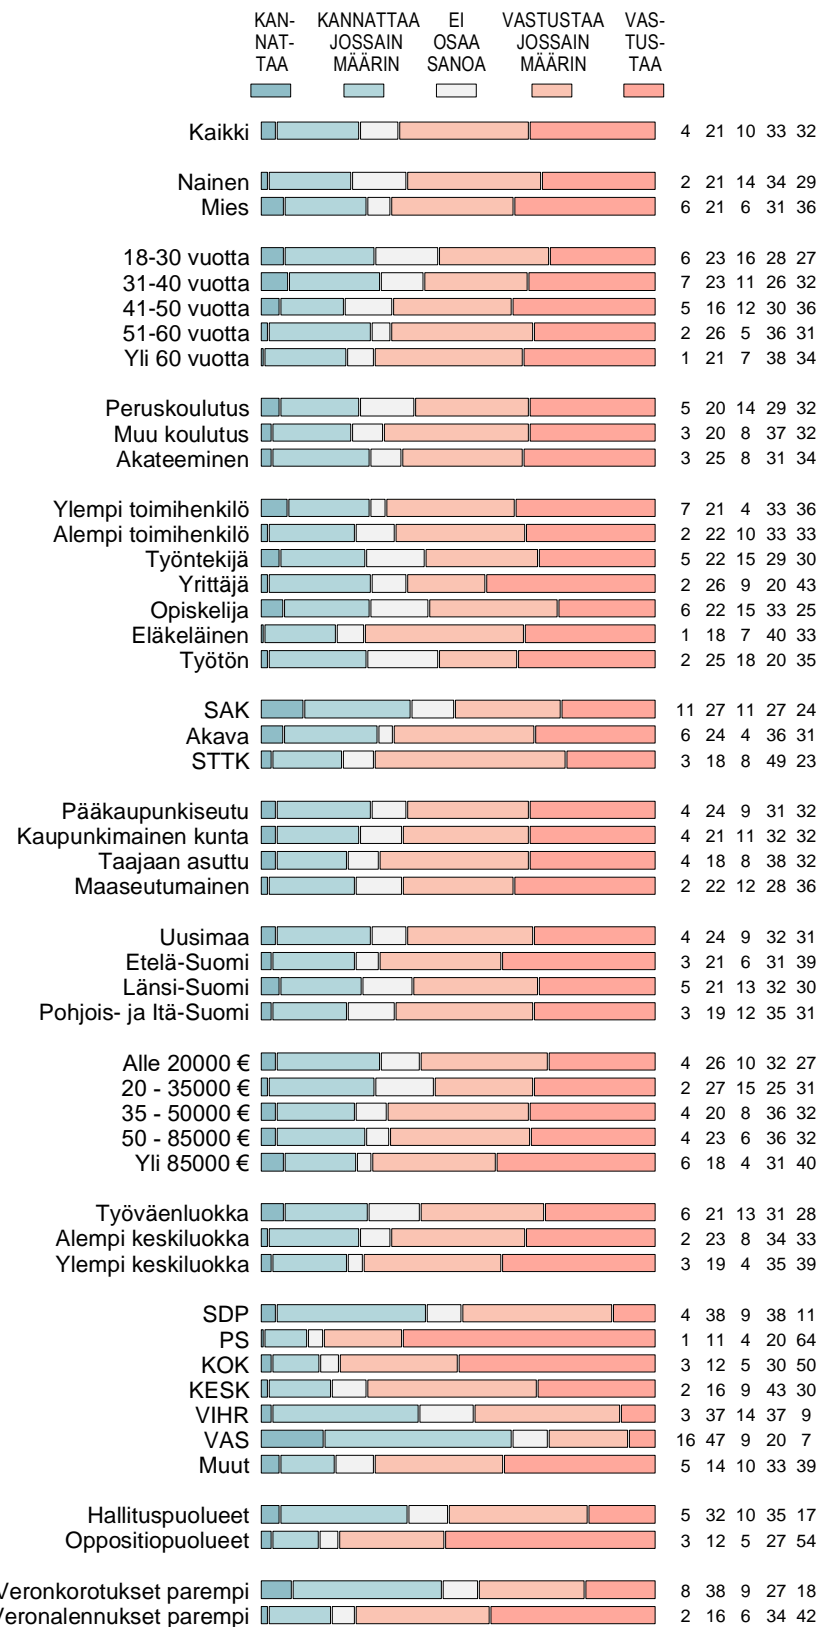 KAN- KANNATTAA EI VASTUSTAA VAS-
NAT- JOSSAIN OSAA JOSSAIN TUS-
TAA MÄÄRIN SANOA MÄÄRIN TAA
Kaikki 4 21 10 33 32
Nainen 2 21 14 34 29
Mies 6 21 6 31 36
18-30 vuotta 6 23 16 28 27
31-40 vuotta 7 23 11 26 32
41-50 vuotta 5 16 12 30 36
51-60 vuotta 2 26 5 36 31
Yli 60 vuotta 1 21 7 38 34
Peruskoulutus 5 20 14 29 32
Muu koulutus 3 20 8 37 32
Akateeminen 3 25 8 31 34
Ylempi toimihenkilö 7 21 4 33 36
Alempi toimihenkilö 2 22 10 33 33
Työntekijä 5 22 15 29 30
Yrittäjä 2 26 9 20 43
Opiskelija 6 22 15 33 25
Eläkeläinen 1 18 7 40 33
Työtön 2 25 18 20 35
SAK 11 27 11 27 24
Akava 6 24 4 36 31
STTK 3 18 8 49 23
Pääkaupunkiseutu 4 24 9 31 32
Kaupunkimainen kunta 4 21 11 32 32
Taajaan asuttu 4 18 8 38 32
Maaseutumainen 2 22 12 28 36
Uusimaa 4 24 9 32 31
Etelä-Suomi 3 21 6 31 39
Länsi-Suomi 5 21 13 32 30
Pohjois- ja Itä-Suomi 3 19 12 35 31
Alle 20000 € 4 26 10 32 27
20 - 35000 € 2 27 15 25 31
35 - 50000 € 4 20 8 36 32
50 - 85000 € 4 23 6 36 32
Yli 85000 € 6 18 4 31 40
Työväenluokka 6 21 13 31 28
Alempi keskiluokka 2 23 8 34 33
Ylempi keskiluokka 3 19 4 35 39
SDP 4 38 9 38 11
PS 1 11 4 20 64
KOK 3 12 5 30 50
KESK 2 16 9 43 30
VIHR 3 37 14 37 9
VAS 16 47 9 20 7
Muut 5 14 10 33 39
Hallituspuolueet 5 32 10 35 17
Oppositiopuolueet 3 12 5 27 54
Veronkorotukset parempi 8 38 9 27 18
Veronalennukset parempi 2 16 6 34 42